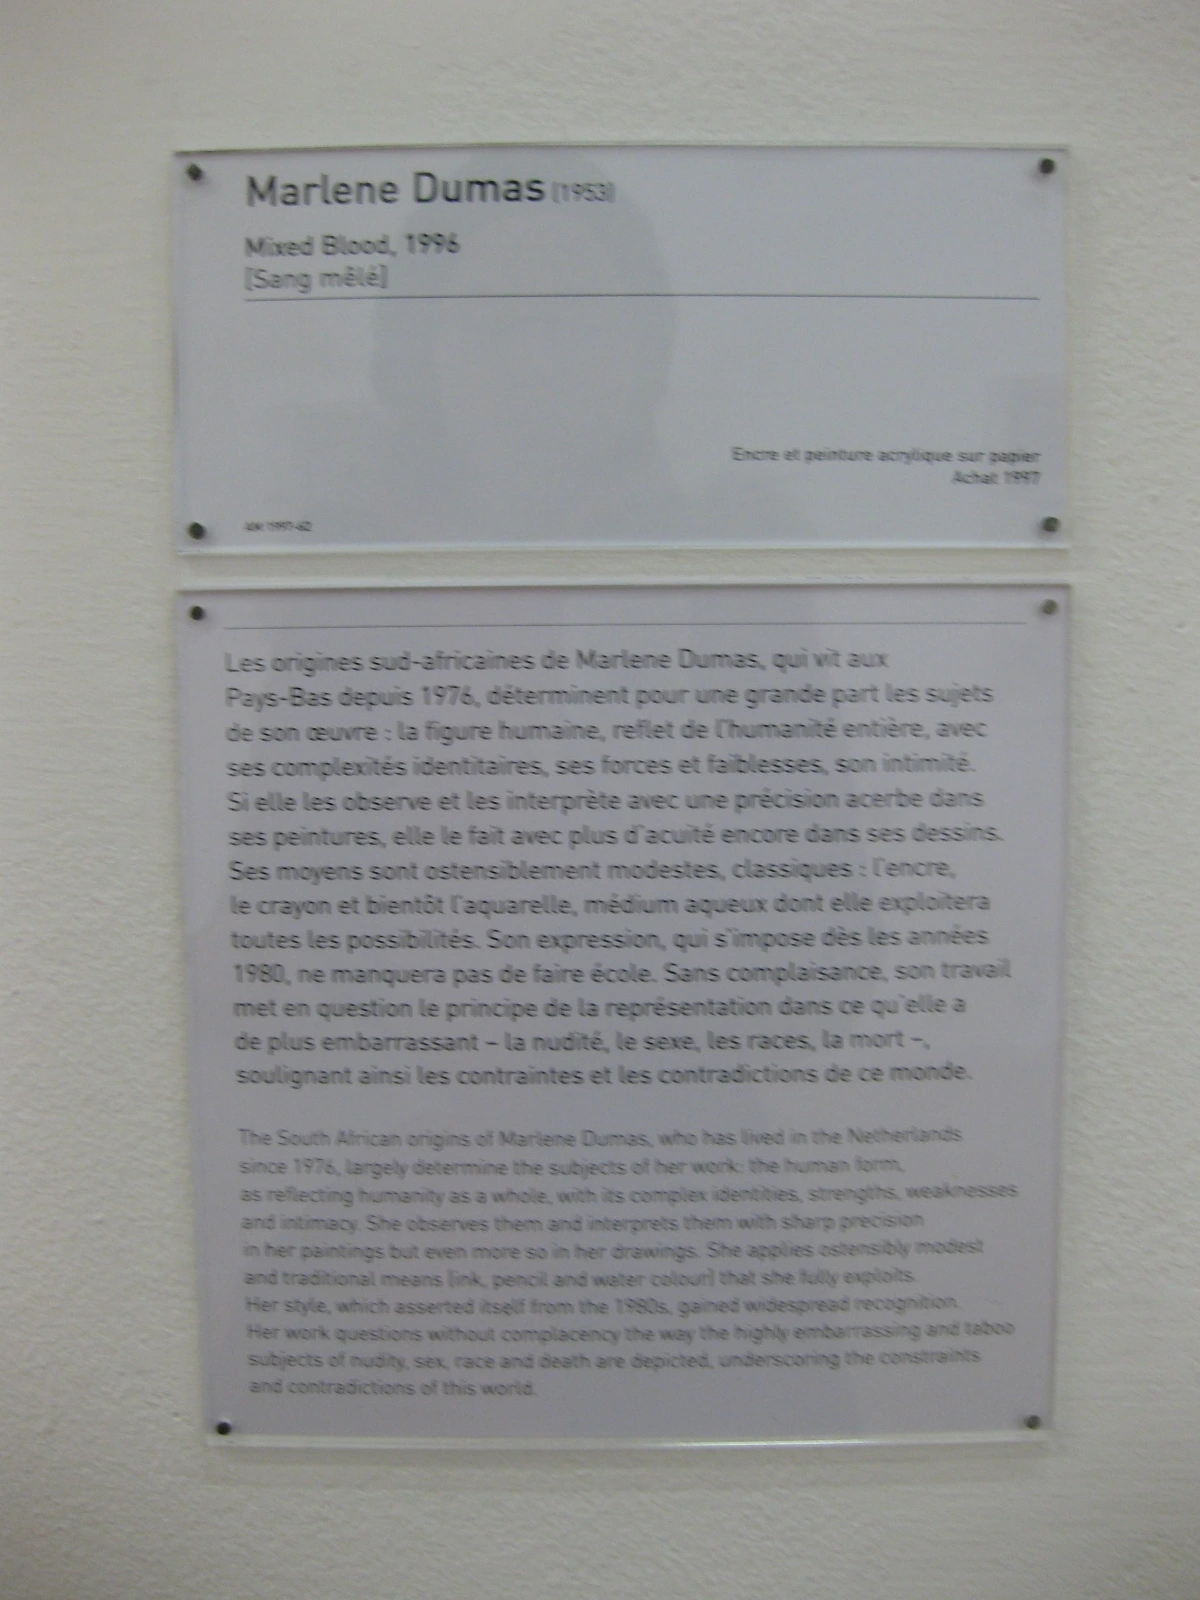 Marlene Dumas (1953)
Mixed Blood, 1996
[Sang mêlé]
Encre et peinture acrylique sur papier
Achat 1997
AM 1997-62
Les origines sud-africaines de Marlene Dumas, qui vit aux
Pays-Bas depuis 1976, déterminent pour une grande part les sujets
de son œuvre : la figure humaine, reflet de l'humanité entière, avec
ses complexités identitaires, ses forces et faiblesses, son intimité.
Si elle les observe et les interprète avec une précision acerbe dans
ses peintures, elle le fait avec plus d'acuité encore dans ses dessins.
Ses moyens sont ostensiblement modestes, classiques : l'encre,
le crayon et bientôt l'aquarelle, médium aqueux dont elle exploitera
toutes les possibilités. Son expression, qui s'impose dès les années
1980, ne manquera pas de faire école. Sans complaisance, son travail
met en question le principe de la représentation dans ce qu'elle a
de plus embarrassant – la nudité, le sexe, les races, la mort –,
soulignant ainsi les contraintes et les contradictions de ce monde.
The South African origins of Marlene Dumas, who has lived in the Netherlands
since 1976, largely determine the subjects of her work: the human form,
as reflecting humanity as a whole, with its complex identities, strengths, weaknesses
and intimacy. She observes them and interprets them with sharp precision
in her paintings but even more so in her drawings. She applies ostensibly modest
and traditional means (ink, pencil and water colour) that she fully exploits.
Her style, which asserted itself from the 1980s, gained widespread recognition.
Her work questions without complacency the way the highly embarrassing and taboo
subjects of nudity, sex, race and death are depicted, underscoring the constraints
and contradictions of this world.